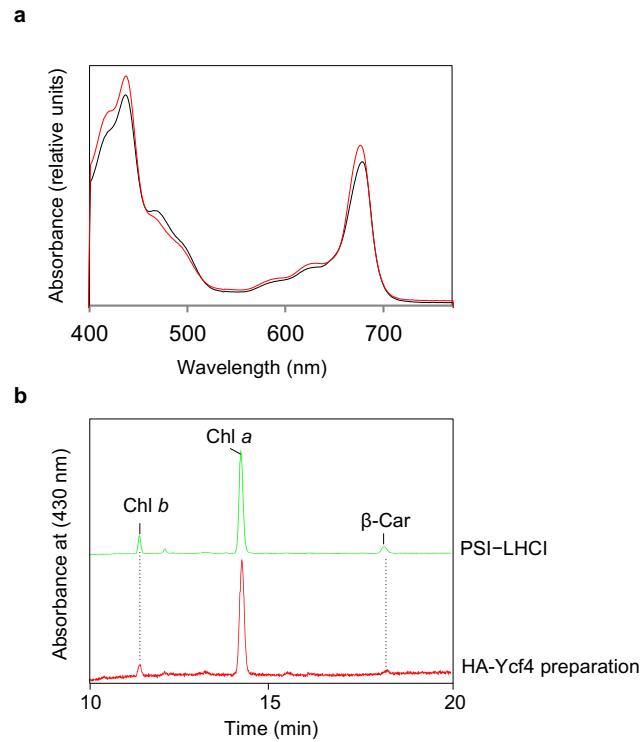 a
Absorbance (relative units)
400 500 600 700
Wavelength (nm)
b
Absorbance at (430 nm)
Chl b
Chl a
β-Car
PSI−LHCI
HA-Ycf4 preparation
10 15 20
Time (min)